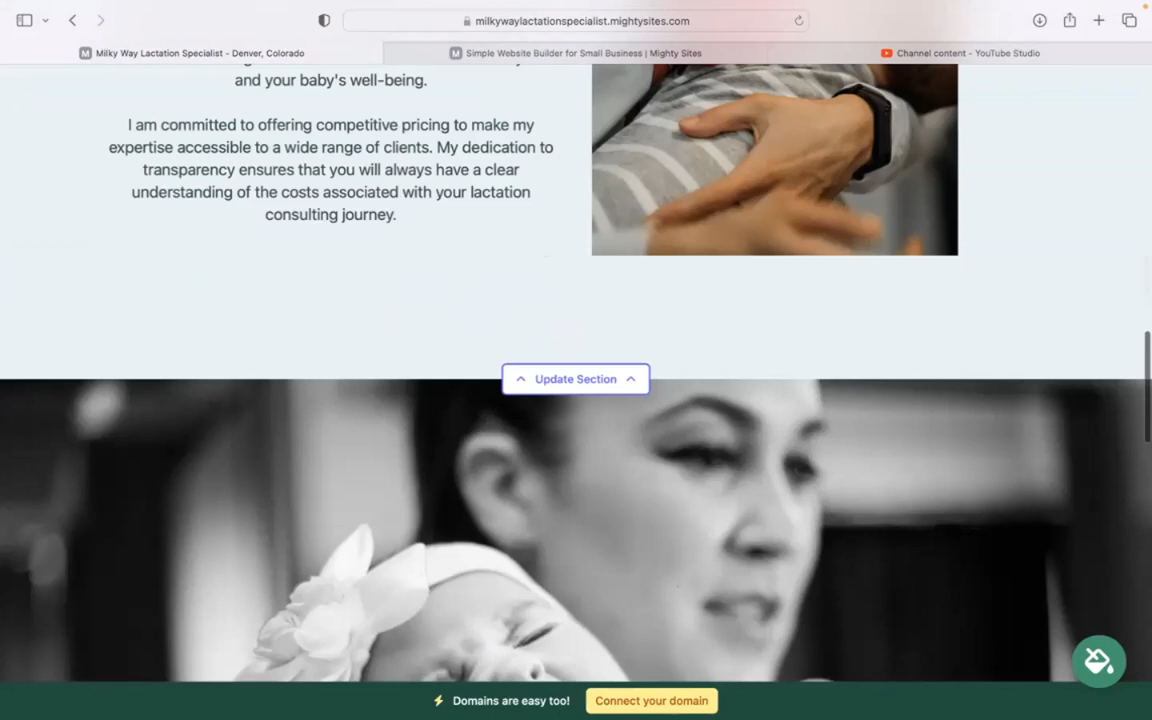 milkywaylactationspecialist.mightysites.com
Milky Way Lactation Specialist - Denver, Colorado
Simple Website Builder for Small Business | Mighty Sites
Channel content - YouTube Studio
and your baby's well-being.
I am committed to offering competitive pricing to make my
expertise accessible to a wide range of clients. My dedication to
transparency ensures that you will always have a clear
understanding of the costs associated with your lactation
consulting journey.
Update Section
Domains are easy too!
Connect your domain